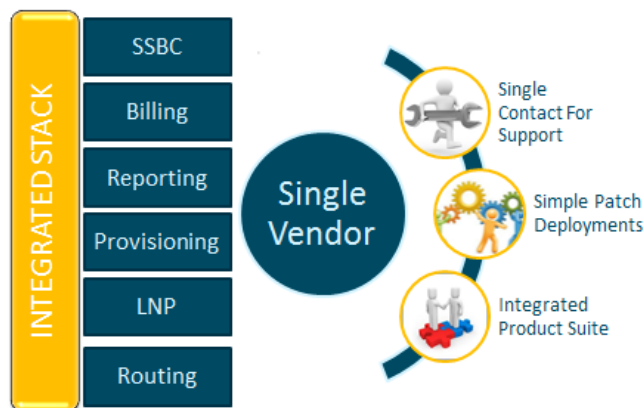 INTEGRATED STACK
SSBC
Billing
Reporting
Provisioning
LNP
Routing
Single
Vendor
Single
Contact For
Support
Simple Patch
Deployments
Integrated
Product Suite